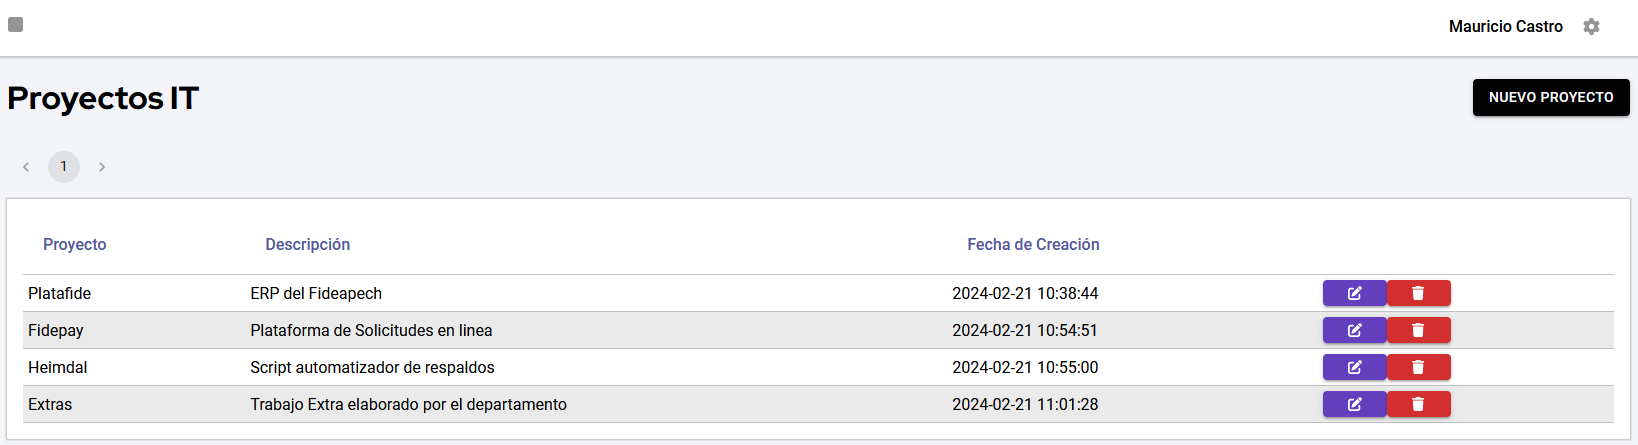 Mauricio Castro
Proyectos IT
NUEVO PROYECTO
1
Proyecto Descripción Fecha de Creación
Platafide ERP del Fideapech 2024-02-21 10:38:44
Fidepay Plataforma de Solicitudes en linea 2024-02-21 10:54:51
Heimdal Script automatizador de respaldos 2024-02-21 10:55:00
Extras Trabajo Extra elaborado por el departamento 2024-02-21 11:01:28